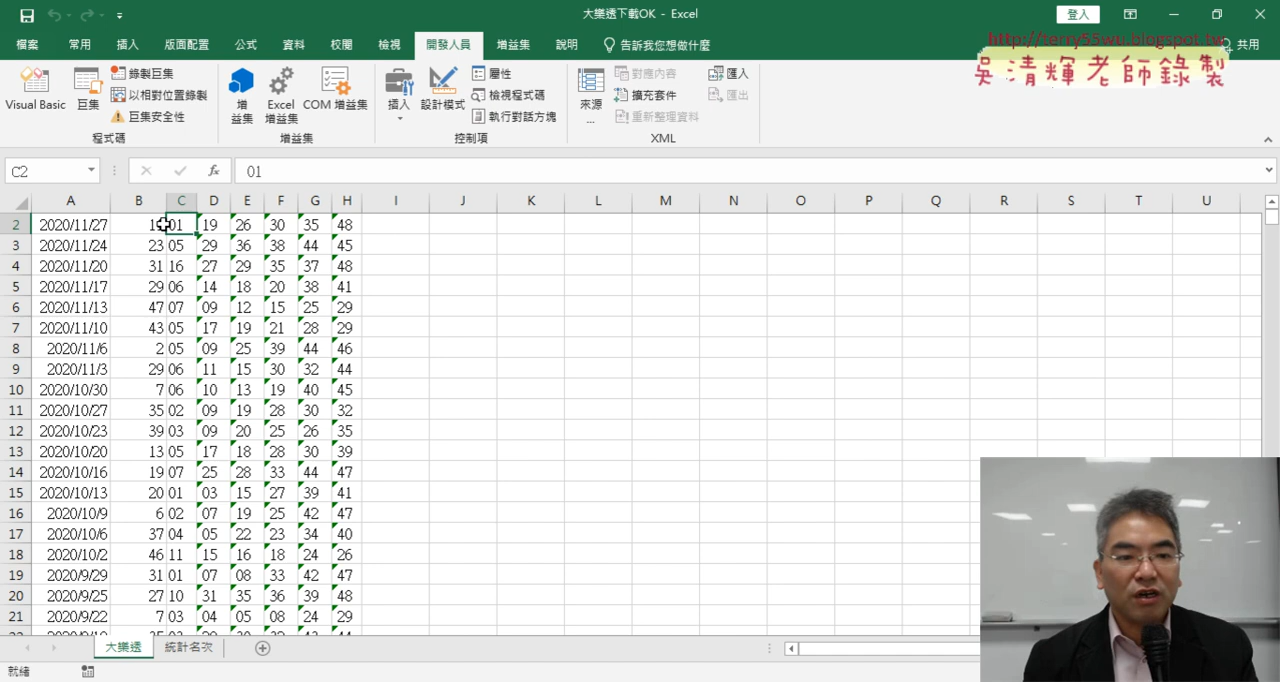 大樂透下載OK - Excel
登入
檔案 常用 插入 版面配置 公式 資料 校閱 檢視 開發人員 增益集 說明 告訴我您想做什麼 共用
http://terry55wu.blogspot.tw
吳清輝老師錄製
Visual Basic 巨集 錄製巨集 以相對位置錄製 巨集安全性
增益集 Excel 增益集 COM 增益集
插入 設計模式 屬性 檢視程式碼 執行對話方塊
來源 ... 對應內容 擴充套件 重新整理資料 匯入 匯出
程式碼 增益集 控制項 XML
C2 fx 01
A B C D E F G H I J K L M N O P Q R S T U
2 2020/11/27 01 19 26 30 35 48
3 2020/11/24 23 05 29 36 38 44 45
4 2020/11/20 31 16 27 29 35 37 48
5 2020/11/17 29 06 14 18 20 38 41
6 2020/11/13 47 07 09 12 15 25 29
7 2020/11/10 43 05 17 19 21 28 29
8 2020/11/6 2 05 09 25 39 44 46
9 2020/11/3 29 06 11 15 30 32 44
10 2020/10/30 7 06 10 13 19 40 45
11 2020/10/27 35 02 09 19 28 30 32
12 2020/10/23 39 03 09 20 25 26 35
13 2020/10/20 13 05 17 18 28 30 39
14 2020/10/16 19 07 25 28 33 44 47
15 2020/10/13 20 01 03 15 27 39 41
16 2020/10/9 6 02 07 19 25 42 47
17 2020/10/6 37 04 05 22 23 34 40
18 2020/10/2 46 11 15 16 18 24 26
19 2020/9/29 31 01 07 08 33 42 47
20 2020/9/25 27 10 31 35 36 39 48
21 2020/9/22 7 03 04 05 08 24 29
大樂透 統計名次
就緒